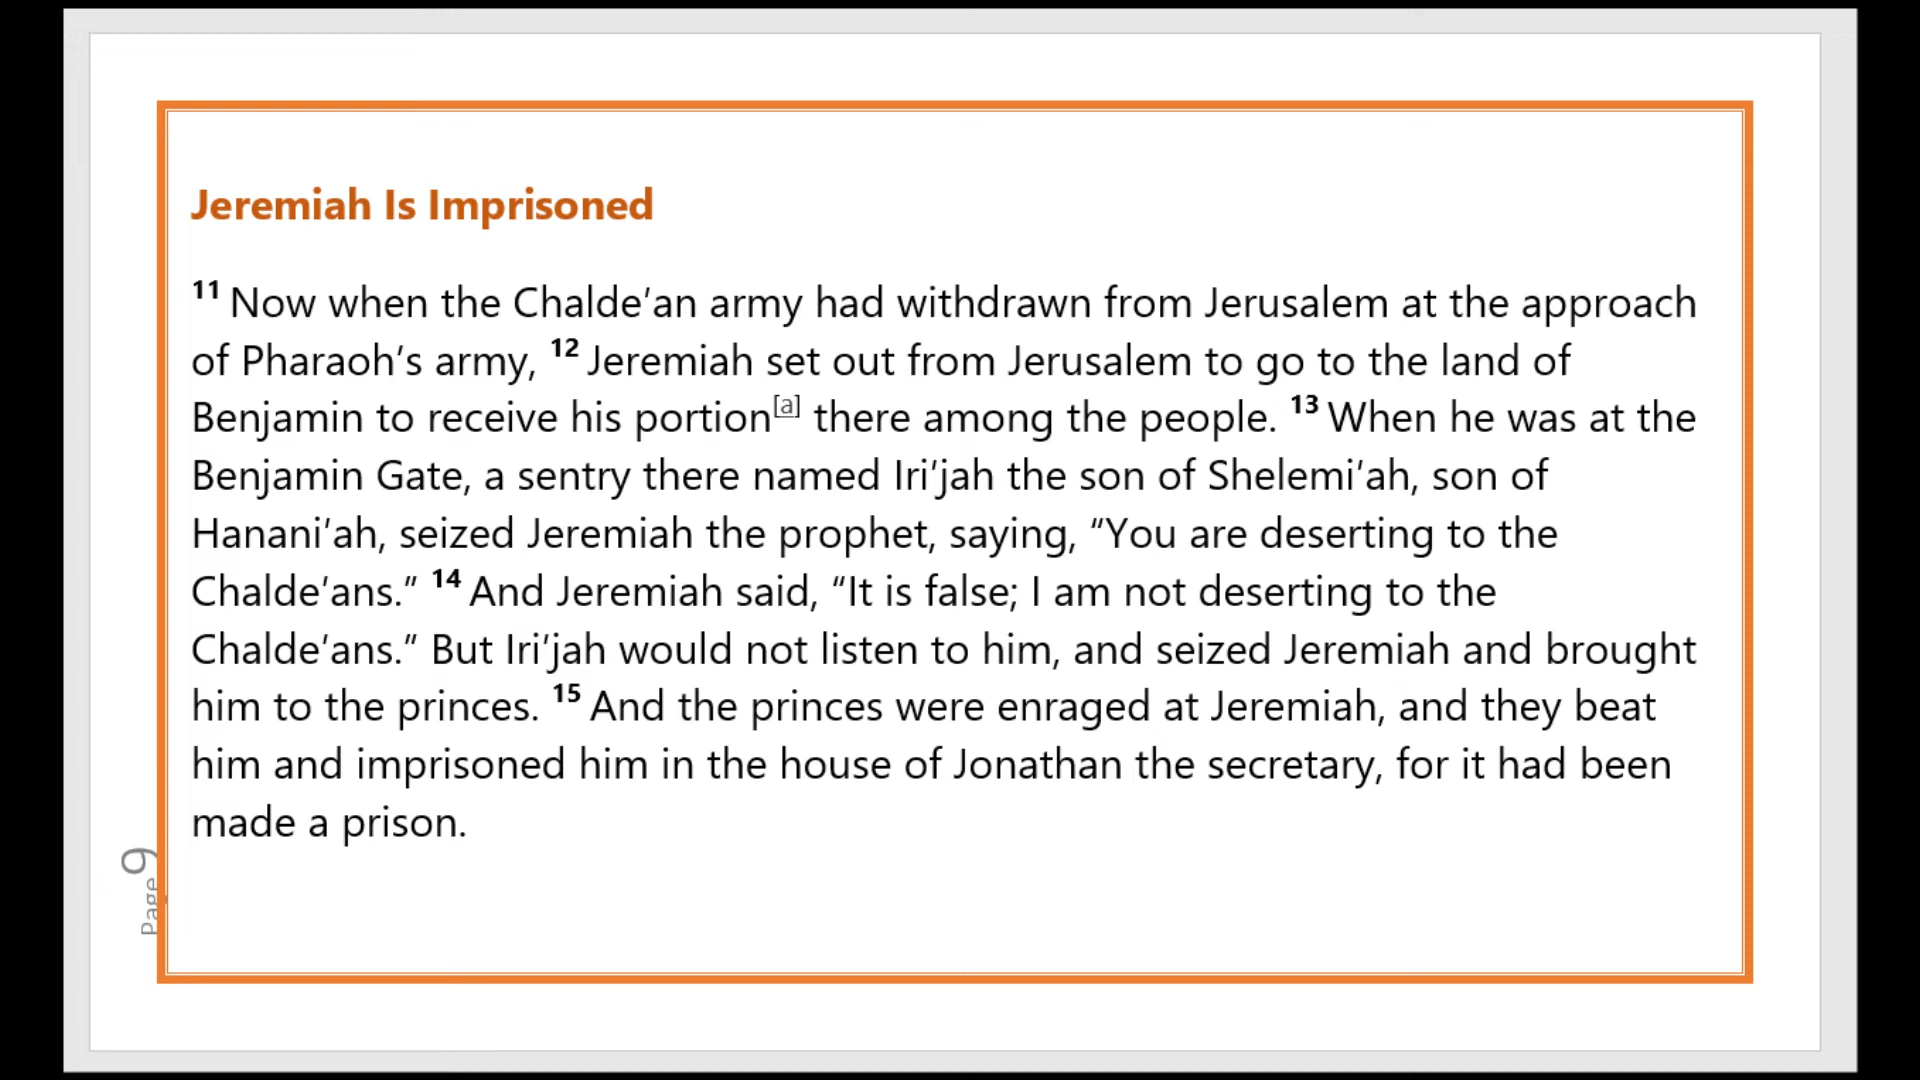 Jeremiah Is Imprisoned
11 Now when the Chalde′an army had withdrawn from Jerusalem at the approach
of Pharaoh’s army, 12 Jeremiah set out from Jerusalem to go to the land of
Benjamin to receive his portion[a] there among the people. 13 When he was at the
Benjamin Gate, a sentry there named Iri′jah the son of Shelemi′ah, son of
Hanani′ah, seized Jeremiah the prophet, saying, “You are deserting to the
Chalde′ans.” 14 And Jeremiah said, “It is false; I am not deserting to the
Chalde′ans.” But Iri′jah would not listen to him, and seized Jeremiah and brought
him to the princes. 15 And the princes were enraged at Jeremiah, and they beat
him and imprisoned him in the house of Jonathan the secretary, for it had been
made a prison.
Page 9